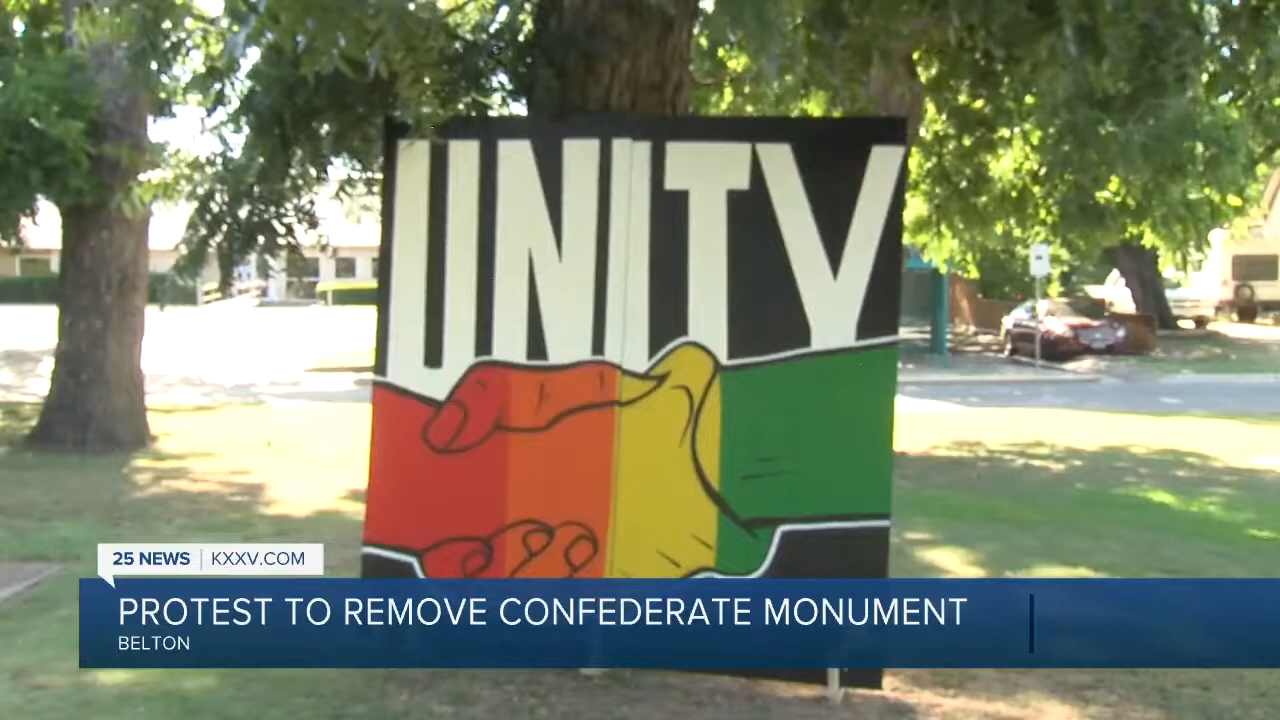 UNITY
25 NEWS | KXXV.COM
PROTEST TO REMOVE CONFEDERATE MONUMENT
BELTON